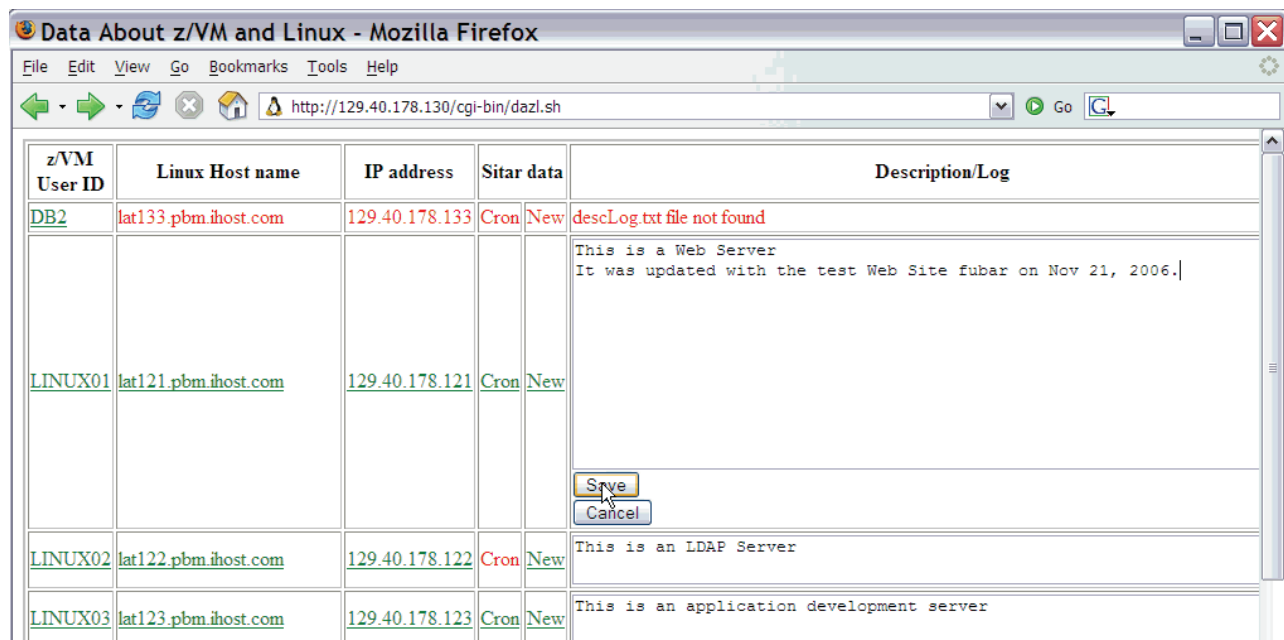 Data About z/VM and Linux - Mozilla Firefox
File Edit View Go Bookmarks Tools Help
http://129.40.178.130/cgi-bin/dazl.sh Go G
z/VM User ID Linux Host name IP address Sitar data Description/Log
DB2 lat133.pbm.ihost.com 129.40.178.133 Cron New descLog.txt file not found
This is a Web Server
It was updated with the test Web Site fubar on Nov 21, 2006.
LINUX01 lat121.pbm.ihost.com 129.40.178.121 Cron New
Save
Cancel
LINUX02 lat122.pbm.ihost.com 129.40.178.122 Cron New This is an LDAP Server
LINUX03 lat123.pbm.ihost.com 129.40.178.123 Cron New This is an application development server